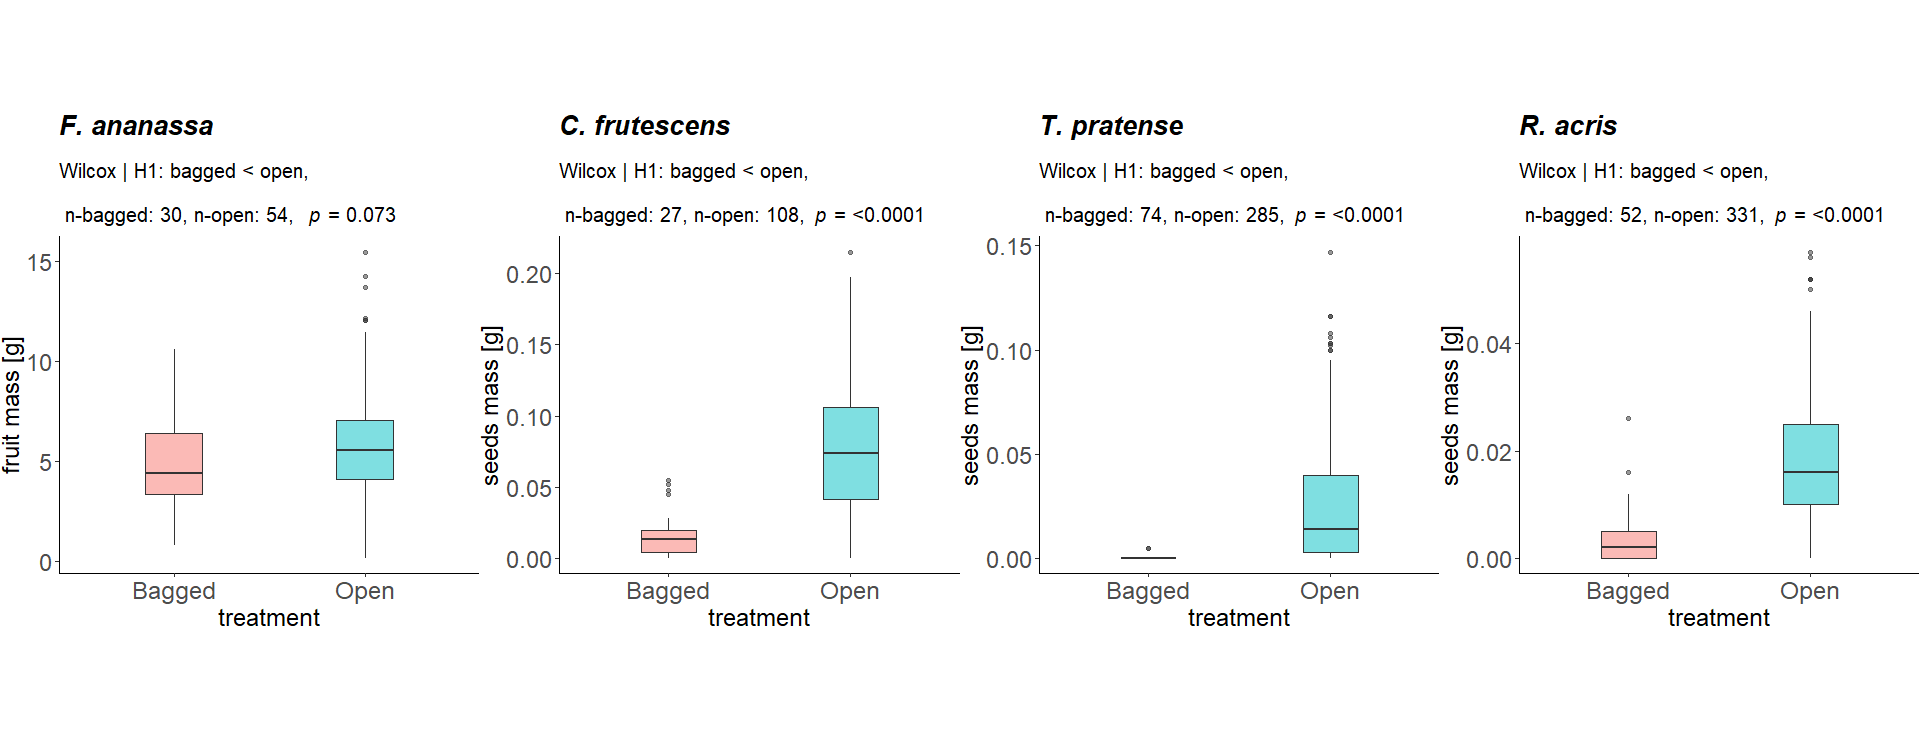 F. ananassa
Wilcox | H1: bagged < open,
n-bagged: 30, n-open: 54, p = 0.073
15
10
5
0
fruit mass [g]
Bagged Open
treatment
C. frutescens
Wilcox | H1: bagged < open,
n-bagged: 27, n-open: 108, p = <0.0001
0.20
0.15
0.10
0.05
0.00
seeds mass [g]
Bagged Open
treatment
T. pratense
Wilcox | H1: bagged < open,
n-bagged: 74, n-open: 285, p = <0.0001
0.15
0.10
0.05
0.00
seeds mass [g]
Bagged Open
treatment
R. acris
Wilcox | H1: bagged < open,
n-bagged: 52, n-open: 331, p = <0.0001
0.04
0.02
0.00
seeds mass [g]
Bagged Open
treatment